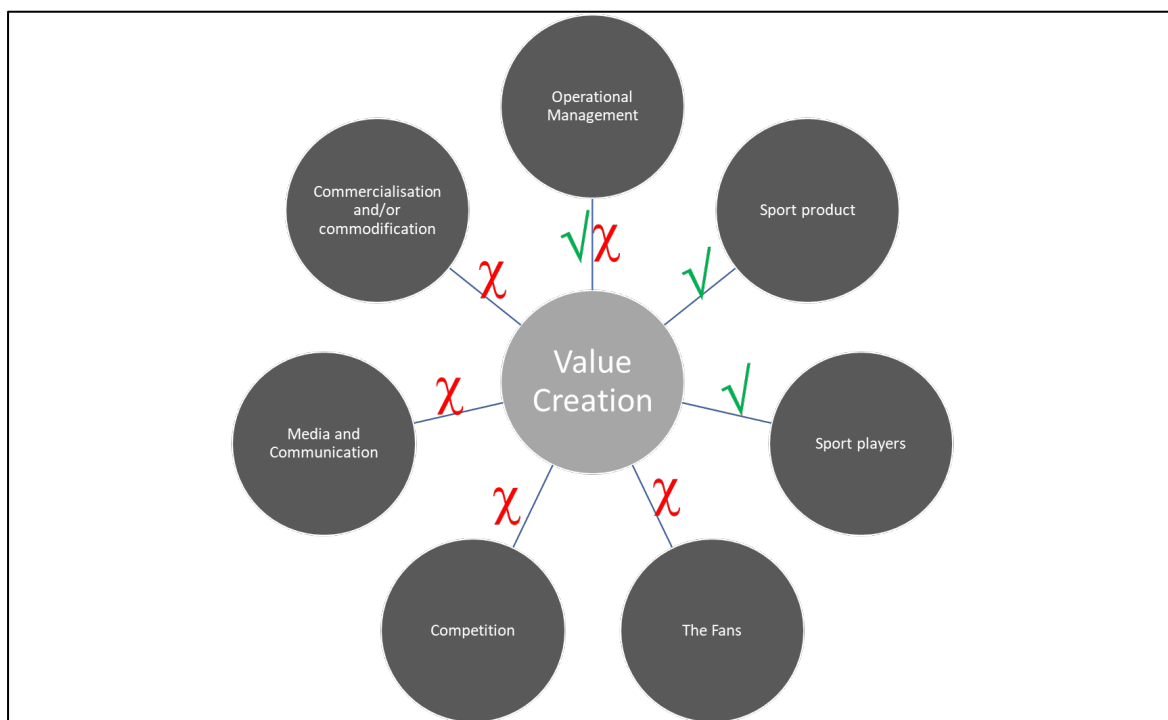 Operational
Management
Commercialisation
and/or
commodification
Sport product
√χ
χ
√
Value
Creation
χ
√
Media and
Communication
Sport players
χ
χ
Competition
The Fans